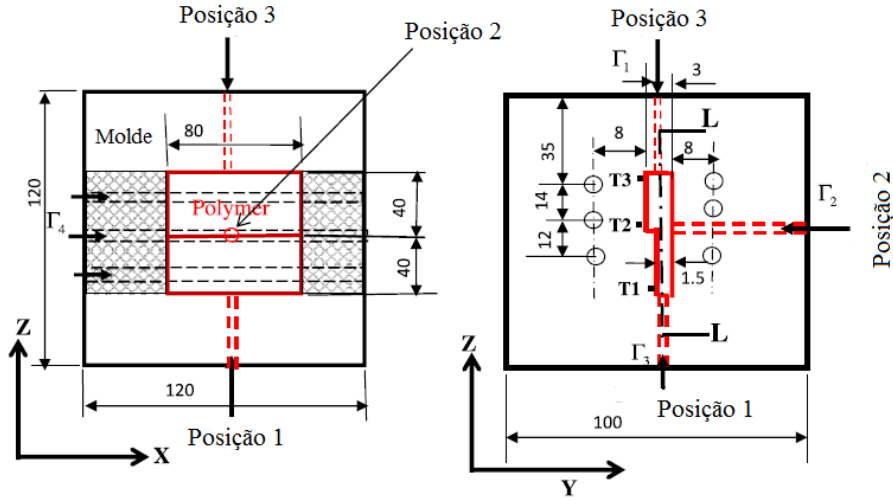 Posição 3
Posição 2
Molde
80
120
Polymer
40
Γ4
40
Z
120
Posição 1
X
Posição 3
Γ1
3
L
8
8
35
T3
Γ2
14
T2
12
1.5
T1
Posição 2
Z
L
Γ3
Posição 1
100
Y